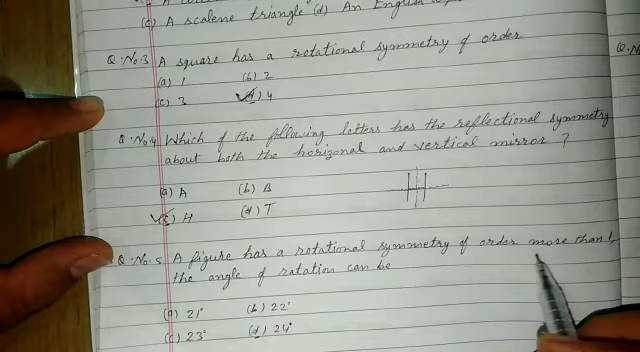 (c) A scalene triangle (d) An English
Q.No.3 A square has a rotational symmetry of order
(a) 1 (b) 2
(c) 3 (d) 4
Q.No.4 Which of the following letters has the reflectional symmetry
about both the horizonal and vertical mirror ?
(a) A (b) B
(c) H (d) T
Q.No.5 A figure has a rotational symmetry of order more than 1,
the angle of rotation can be
(a) 21° (b) 22°
(c) 23° (d) 24°
Q.N